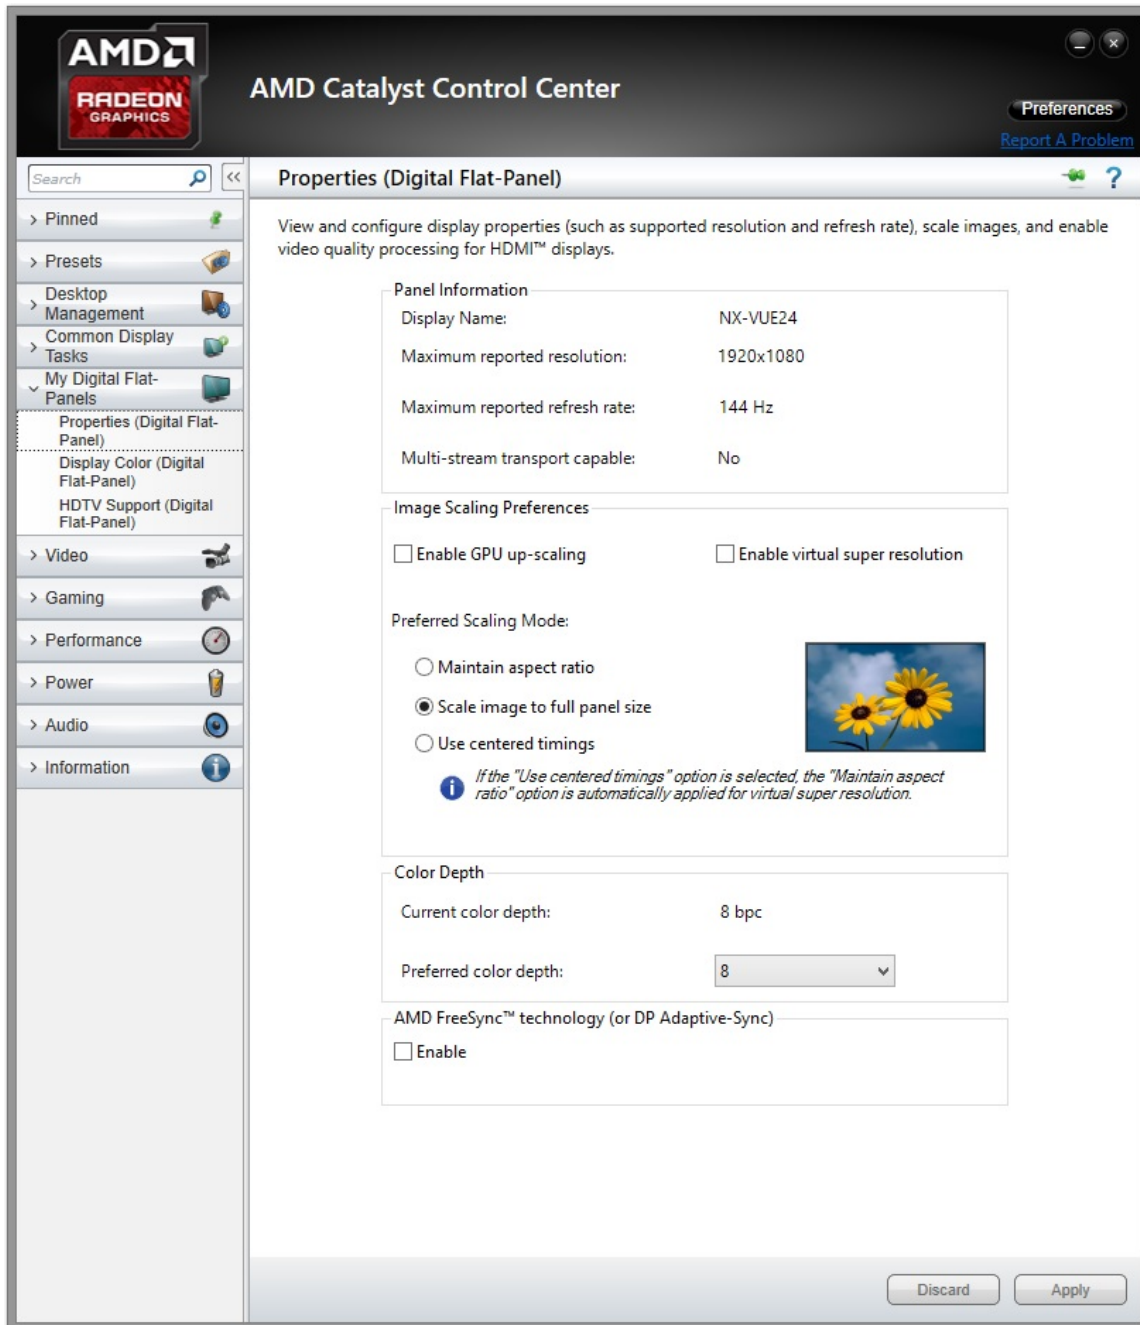 AMD
RADEON
GRAPHICS
AMD Catalyst Control Center
Preferences
Report A Problem
Search
<<
Properties (Digital Flat-Panel)
?
> Pinned
> Presets
> Desktop
Management
> Common Display
Tasks
My Digital Flat-
Panels
Properties (Digital Flat-
Panel)
Display Color (Digital
Flat-Panel)
HDTV Support (Digital
Flat-Panel)
> Video
> Gaming
> Performance
> Power
> Audio
> Information
View and configure display properties (such as supported resolution and refresh rate), scale images, and enable
video quality processing for HDMI™ displays.
Panel Information
Display Name: NX-VUE24
Maximum reported resolution: 1920x1080
Maximum reported refresh rate: 144 Hz
Multi-stream transport capable: No
Image Scaling Preferences
Enable GPU up-scaling Enable virtual super resolution
Preferred Scaling Mode:
Maintain aspect ratio
Scale image to full panel size
Use centered timings
If the "Use centered timings" option is selected, the "Maintain aspect
ratio" option is automatically applied for virtual super resolution.
Color Depth
Current color depth: 8 bpc
Preferred color depth: 8
AMD FreeSync™ technology (or DP Adaptive-Sync)
Enable
Discard Apply